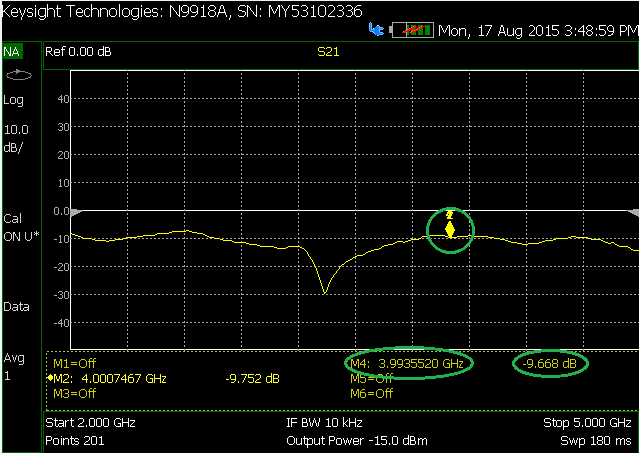 Keysight Technologies: N9918A, SN: MY53102336
Mon, 17 Aug 2015 3:48:59 PM
NA Ref 0.00 dB S21
Log
10.0
dB/
Cal
ON U*
Data
Avg
1
40
30
20
10
0.0
-10
-20
-30
-40
2
M1=Off M4: 3.9935520 GHz -9.668 dB
M2: 4.0007467 GHz -9.752 dB M5=Off
M3=Off M6=Off
Start 2.000 GHz IF BW 10 kHz Stop 5.000 GHz
Points 201 Output Power -15.0 dBm Swp 180 ms